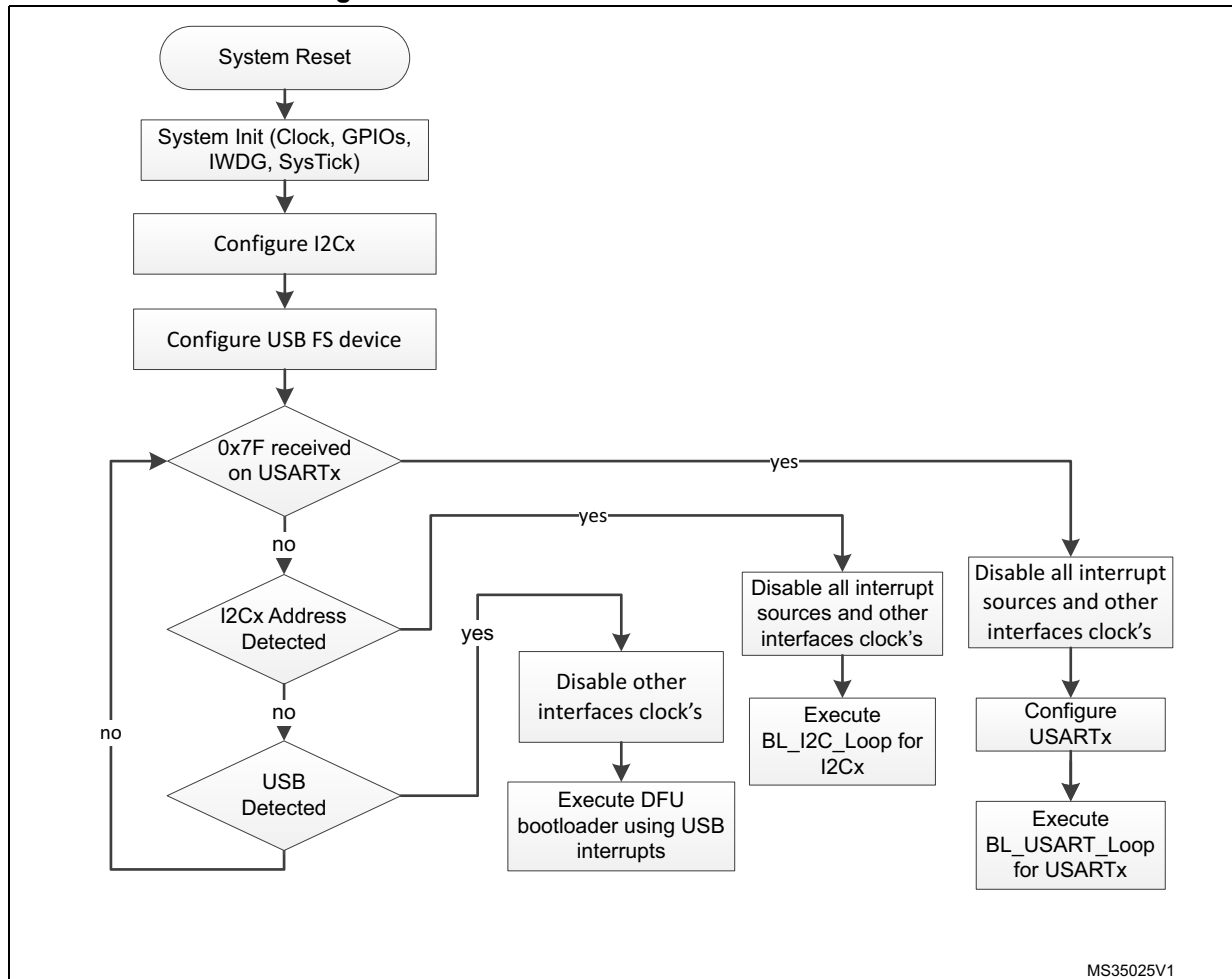 System Reset
System Init (Clock, GPIOs,
IWDG, SysTick)
Configure I2Cx
Configure USB FS device
0x7F received
on USARTx
yes
no
yes
I2Cx Address
Detected
yes
no
no
USB
Detected
Disable other
interfaces clock's
Execute DFU
bootloader using USB
interrupts
Disable all interrupt
sources and other
interfaces clock's
Execute
BL_I2C_Loop for
I2Cx
Disable all interrupt
sources and other
interfaces clock's
Configure
USARTx
Execute
BL_USART_Loop
for USARTx
MS35025V1